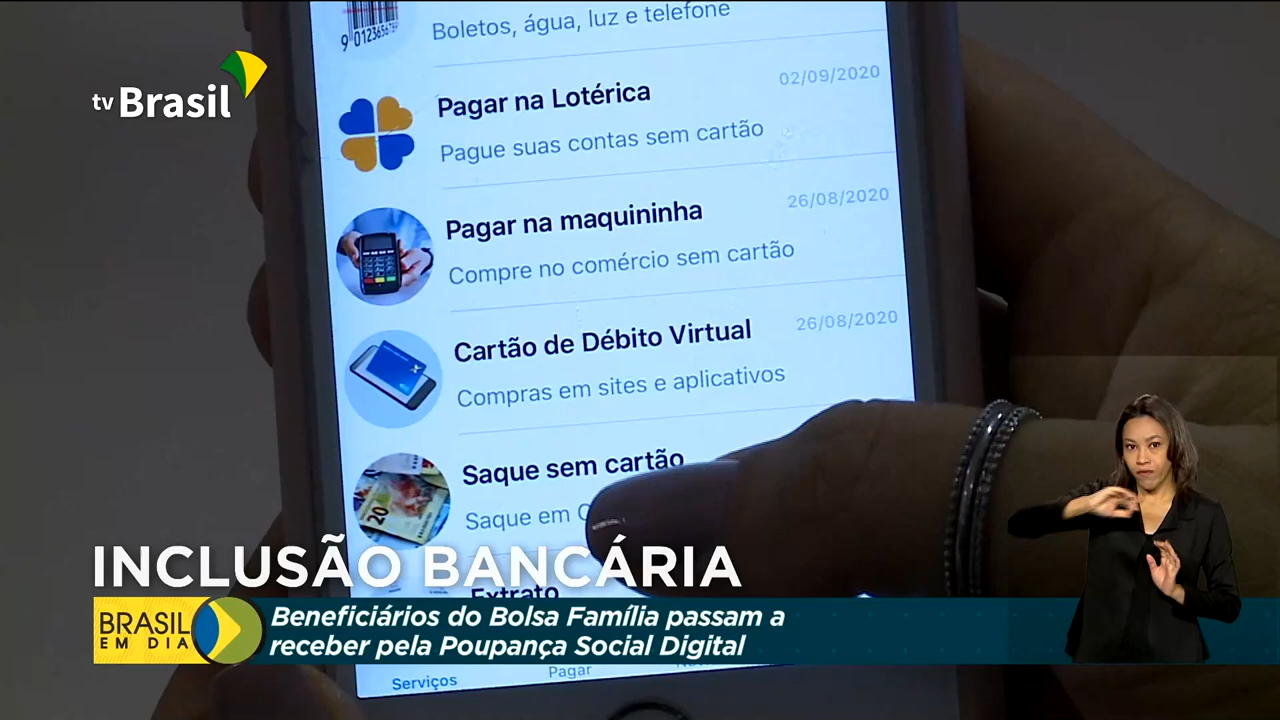 9 012365678
Boletos, água, luz e telefone
tv Brasil
Pagar na Lotérica
02/09/2020
Pague suas contas sem cartão
Pagar na maquininha
26/08/2020
Compre no comércio sem cartão
Cartão de Débito Virtual
26/08/2020
Compras em sites e aplicativos
Saque sem cartão
20
Saque em
INCLUSÃO BANCÁRIA
Extrato
BRASIL
EM DIA
Beneficiários do Bolsa Família passam a
receber pela Poupança Social Digital
Serviços
Pagar